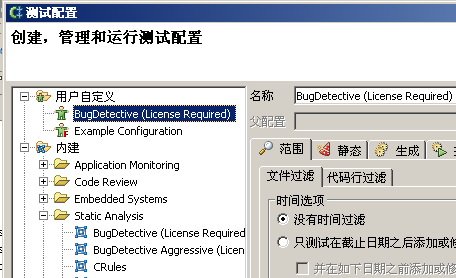 测试配置
创建，管理和运行测试配置
用户自定义
BugDetective (License Required)
Example Configuration
内建
Application Monitoring
Code Review
Embedded Systems
Static Analysis
BugDetective (License Required
BugDetective Aggressive (Licen
CRules
名称
BugDetective (License Required)
父配置
范围
静态
生成
文件过滤
代码行过滤
时间选项
没有时间过滤
只测试在截止日期之后添加或修
并在如下日期之前添加或修